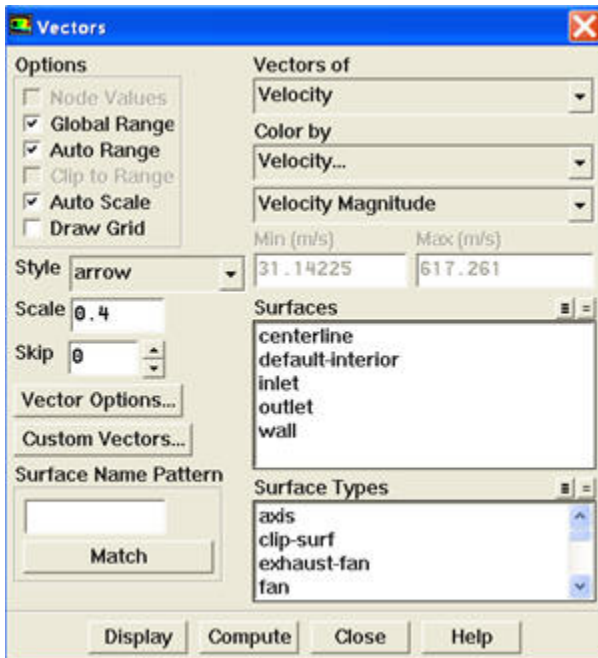 Vectors
Options
Node Values
Global Range
Auto Range
Clip to Range
Auto Scale
Draw Grid
Style arrow
Scale 0.4
Skip 0
Vector Options...
Custom Vectors...
Surface Name Pattern
Match
Vectors of
Velocity
Color by
Velocity...
Velocity Magnitude
Min (m/s) Max (m/s)
31.14225 617.261
Surfaces
centerline
default-interior
inlet
outlet
wall
Surface Types
axis
clip-surf
exhaust-fan
fan
Display Compute Close Help